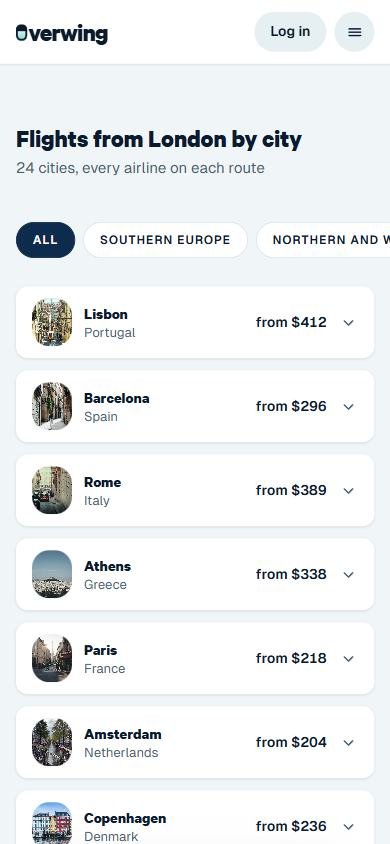 Overwing
Log in
Flights from London by city
24 cities, every airline on each route
ALL
SOUTHERN EUROPE
NORTHERN AND W
Lisbon
Portugal
from $412
Barcelona
Spain
from $296
Rome
Italy
from $389
Athens
Greece
from $338
Paris
France
from $218
Amsterdam
Netherlands
from $204
Copenhagen
Denmark
from $236